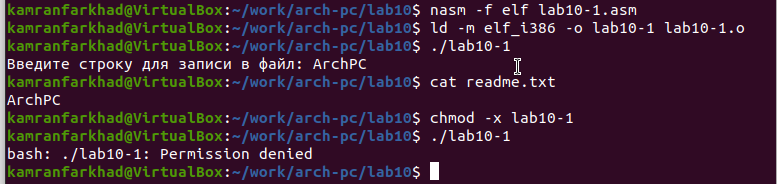 kamranfarkhad@VirtualBox:~/work/arch-pc/lab10$ nasm -f elf lab10-1.asm
kamranfarkhad@VirtualBox:~/work/arch-pc/lab10$ ld -m elf_i386 -o lab10-1 lab10-1.o
kamranfarkhad@VirtualBox:~/work/arch-pc/lab10$ ./lab10-1
Введите строку для записи в файл: ArchPC
kamranfarkhad@VirtualBox:~/work/arch-pc/lab10$ cat readme.txt
ArchPC
kamranfarkhad@VirtualBox:~/work/arch-pc/lab10$ chmod -x lab10-1
kamranfarkhad@VirtualBox:~/work/arch-pc/lab10$ ./lab10-1
bash: ./lab10-1: Permission denied
kamranfarkhad@VirtualBox:~/work/arch-pc/lab10$